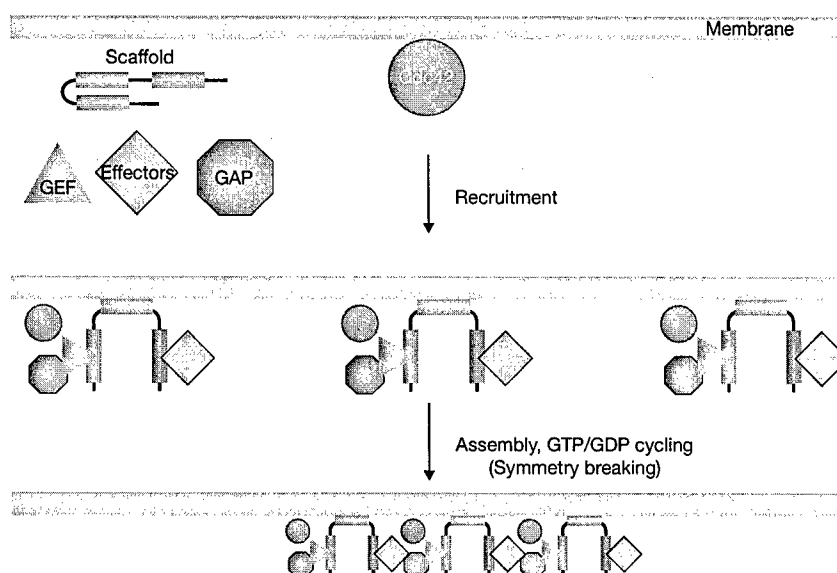 Membrane
Scaffold
Cdc42
GEF
Effectors
GAP
Recruitment
Assembly, GTP/GDP cycling
(Symmetry breaking)